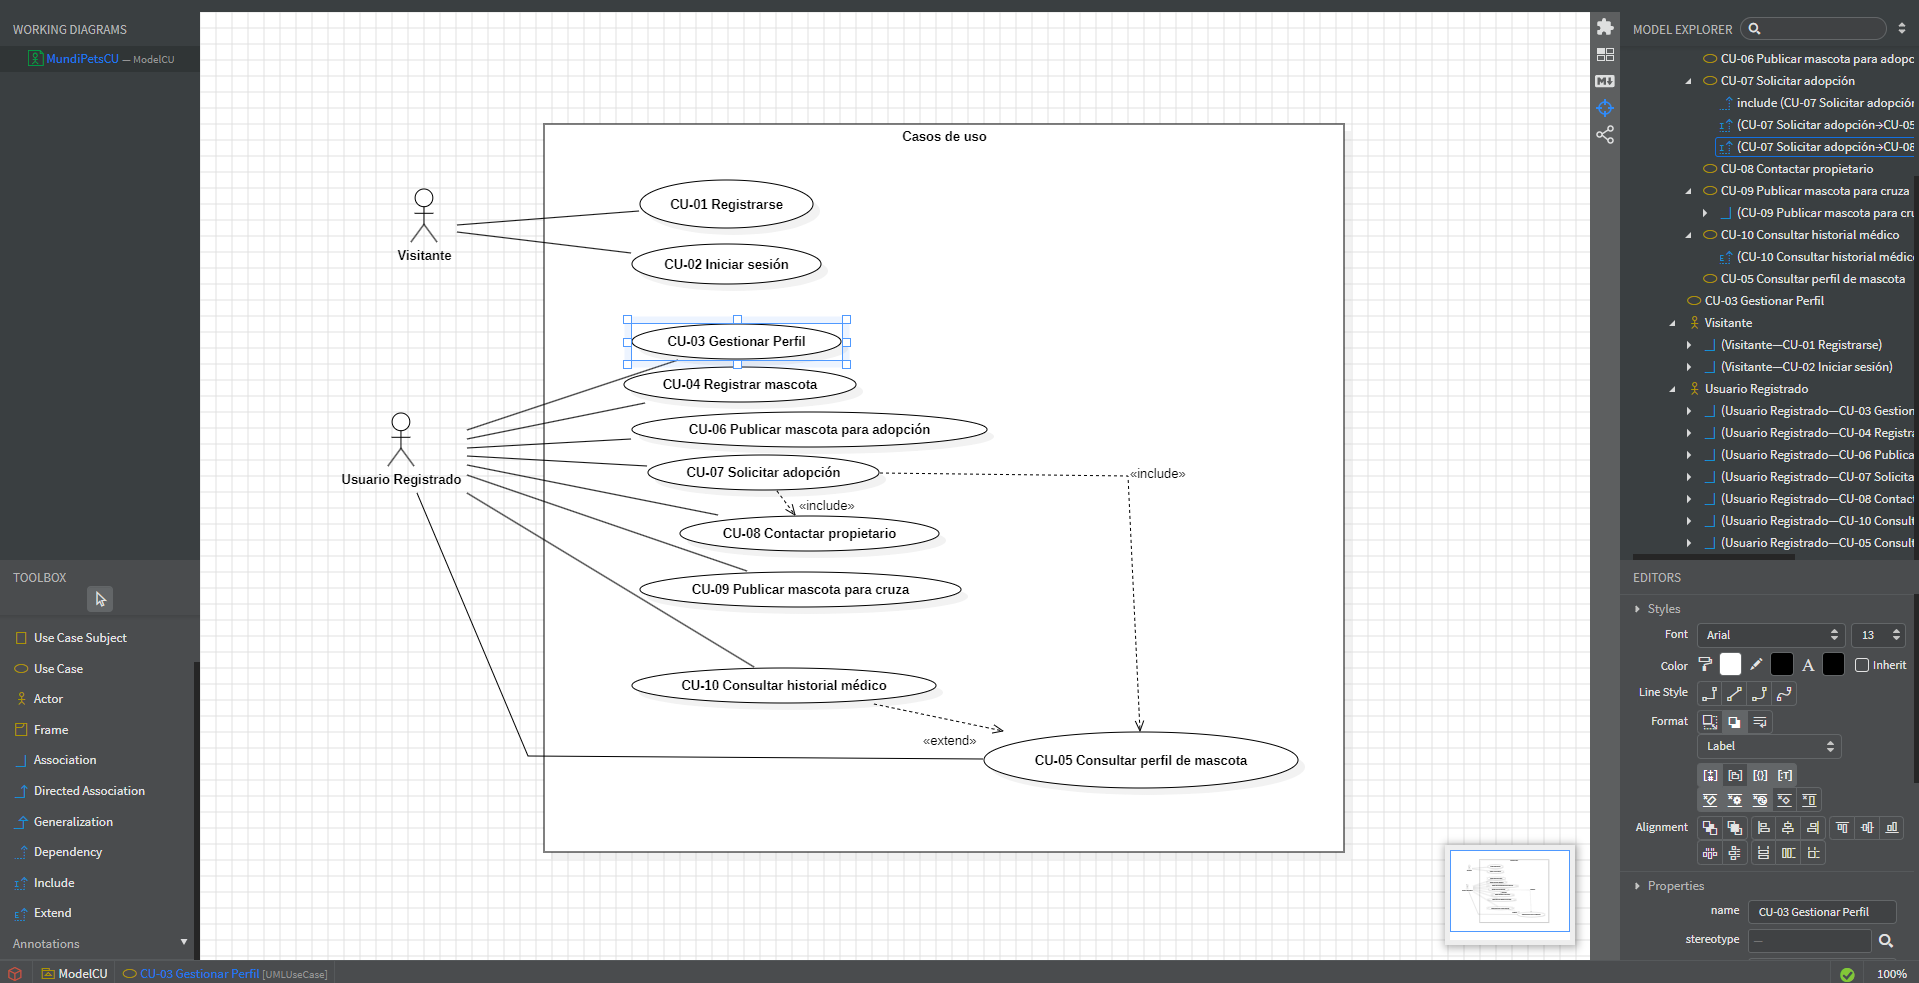 WORKING DIAGRAMS
MundiPetsCU — ModelCU
TOOLBOX
Use Case Subject
Use Case
Actor
Frame
Association
Directed Association
Generalization
Dependency
Include
Extend
Annotations
Casos de uso
Visitante
CU-01 Registrarse
CU-02 Iniciar sesión
CU-03 Gestionar Perfil
CU-04 Registrar mascota
CU-06 Publicar mascota para adopción
Usuario Registrado
CU-07 Solicitar adopción
«include»
«include»
CU-08 Contactar propietario
CU-09 Publicar mascota para cruza
CU-10 Consultar historial médico
«extend»
CU-05 Consultar perfil de mascota
MODEL EXPLORER
CU-06 Publicar mascota para adopc
CU-07 Solicitar adopción
include (CU-07 Solicitar adopción
(CU-07 Solicitar adopción→CU-05
(CU-07 Solicitar adopción→CU-08
CU-08 Contactar propietario
CU-09 Publicar mascota para cruza
(CU-09 Publicar mascota para cru
CU-10 Consultar historial médico
(CU-10 Consultar historial médico
CU-05 Consultar perfil de mascota
CU-03 Gestionar Perfil
Visitante
(Visitante—CU-01 Registrarse)
(Visitante—CU-02 Iniciar sesión)
Usuario Registrado
(Usuario Registrado—CU-03 Gestion
(Usuario Registrado—CU-04 Registra
(Usuario Registrado—CU-06 Publica
(Usuario Registrado—CU-07 Solicita
(Usuario Registrado—CU-08 Contact
(Usuario Registrado—CU-10 Consult
(Usuario Registrado—CU-05 Consult
EDITORS
Styles
Font Arial 13
Color A Inherit
Line Style
Format
Label
Alignment
Properties
name CU-03 Gestionar Perfil
stereotype —
ModelCU CU-03 Gestionar Perfil [UMLUseCase] 100%